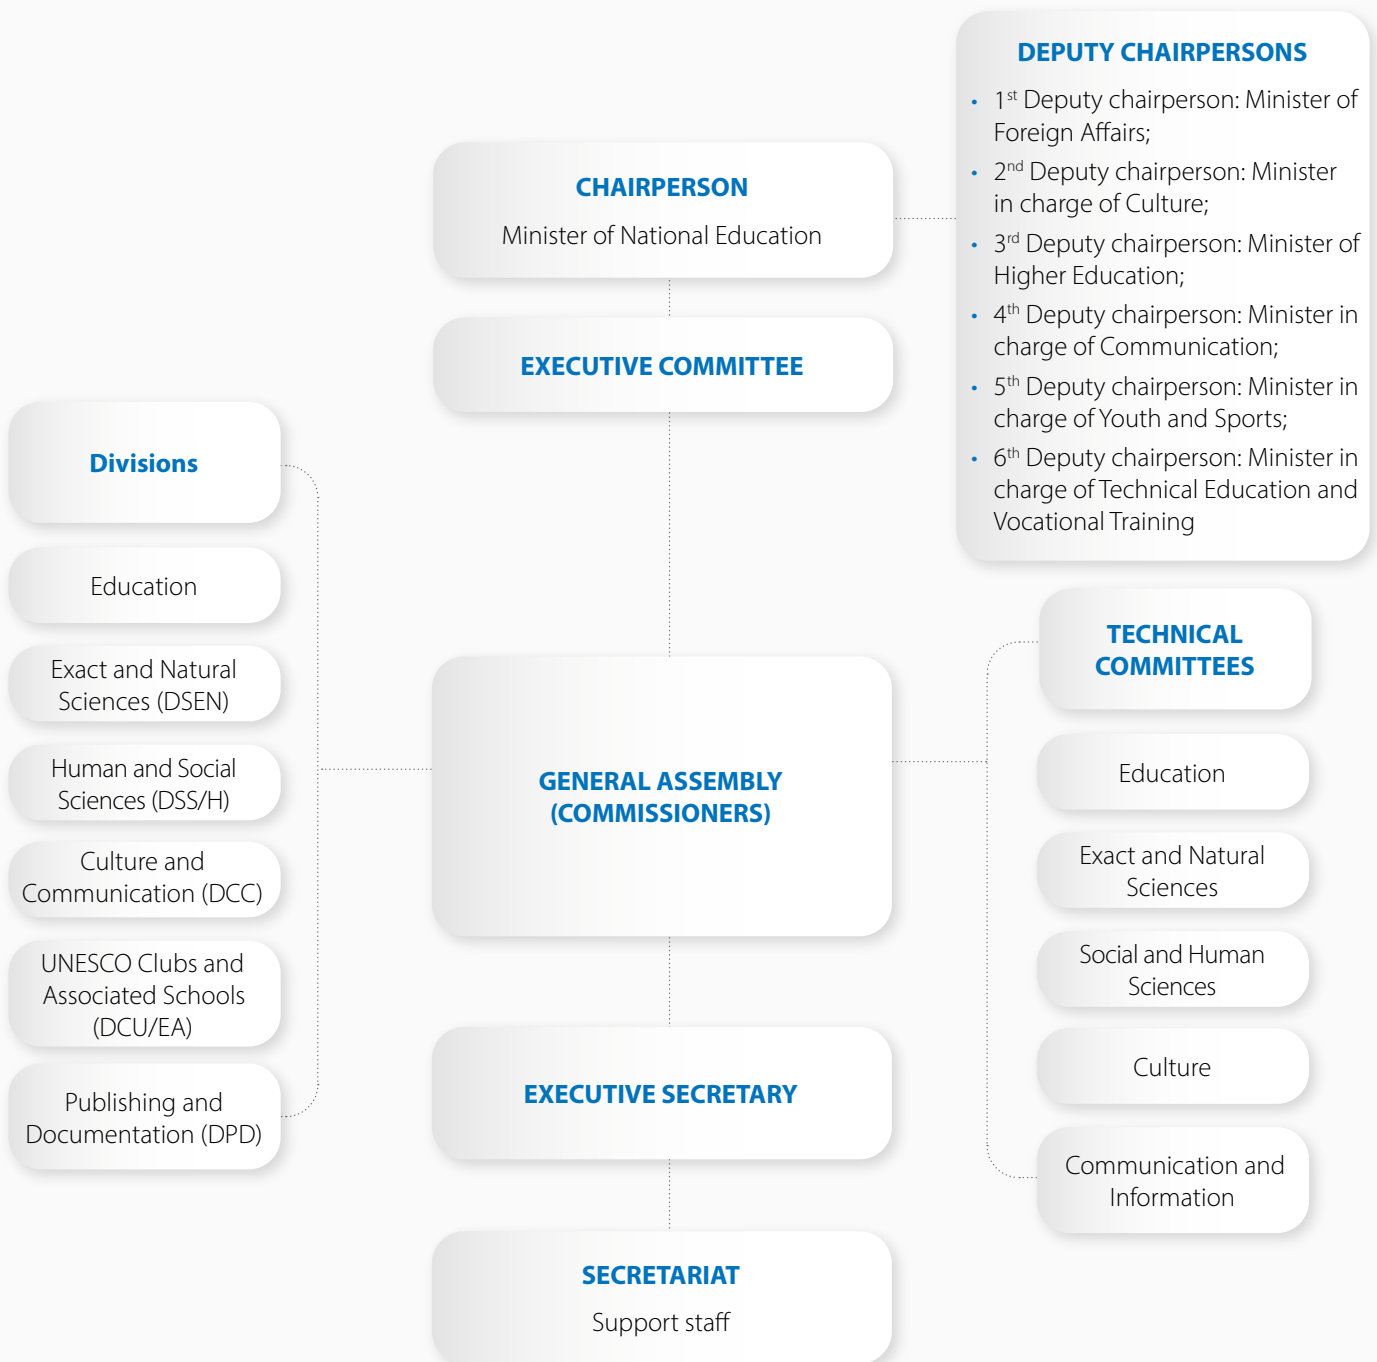 DEPUTY CHAIRPERSONS
• 1st Deputy chairperson: Minister of
Foreign Affairs;
• 2nd Deputy chairperson: Minister
in charge of Culture;
• 3rd Deputy chairperson: Minister of
Higher Education;
• 4th Deputy chairperson: Minister in
charge of Communication;
• 5th Deputy chairperson: Minister in
charge of Youth and Sports;
• 6th Deputy chairperson: Minister in
charge of Technical Education and
Vocational Training
CHAIRPERSON
Minister of National Education
EXECUTIVE COMMITTEE
Divisions
Education
Exact and Natural
Sciences (DSEN)
Human and Social
Sciences (DSS/H)
Culture and
Communication (DCC)
UNESCO Clubs and
Associated Schools
(DCU/EA)
Publishing and
Documentation (DPD)
GENERAL ASSEMBLY
(COMMISSIONERS)
TECHNICAL
COMMITTEES
Education
Exact and Natural
Sciences
Social and Human
Sciences
Culture
Communication and
Information
EXECUTIVE SECRETARY
SECRETARIAT
Support staff